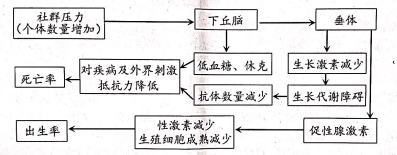 社群压力
(个体数量增加)
下丘脑
垂体
对疾病及外界刺激
抵抗力降低
低血糖、休克
生长激素减少
死亡率
抗体数量减少
生长代谢障碍
出生率
性激素减少
生殖细胞成熟减少
促性腺激素